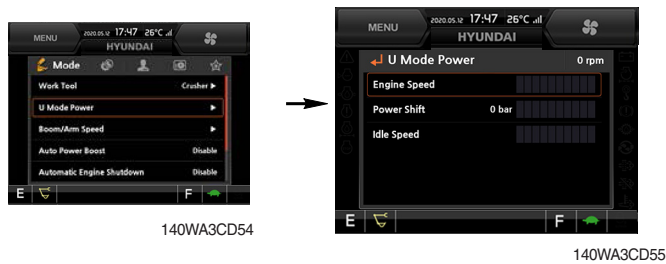 MENU
2020.05.12 17:47 26°C .ııl
HYUNDAI
Mode
Work Tool Crusher ▶
U Mode Power ▶
Boom/Arm Speed ▶
Auto Power Boost Disable
Automatic Engine Shutdown Disable
E F
140WA3CD54
MENU
2020.05.12 17:47 26°C .ııl
HYUNDAI
U Mode Power 0 rpm
Engine Speed
Power Shift 0 bar
Idle Speed
E F
140WA3CD55